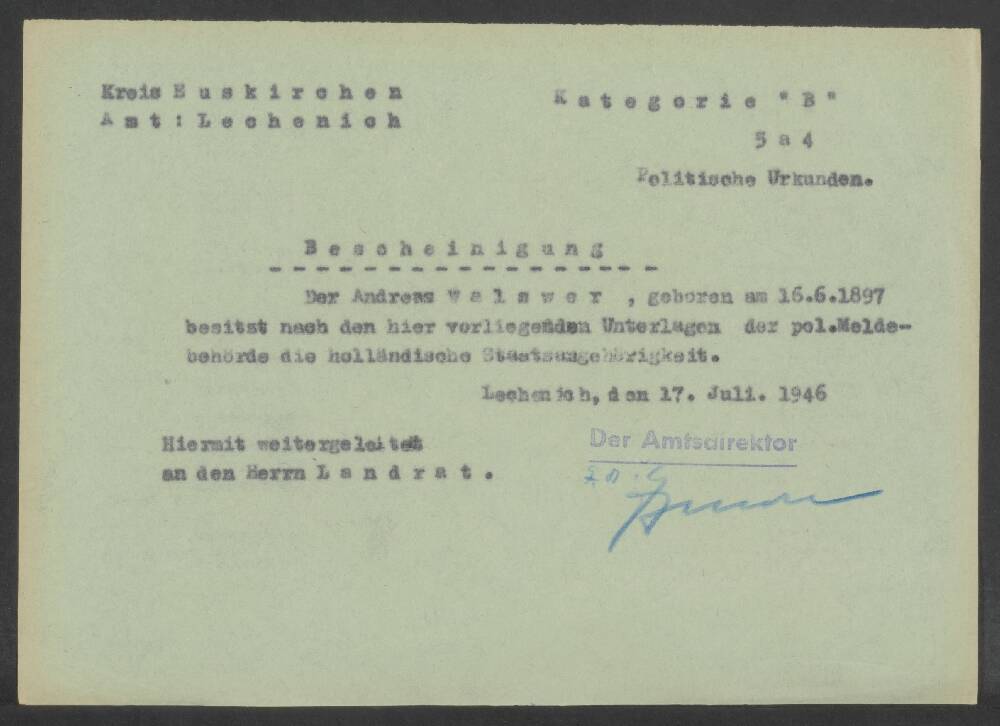 Kreis Euskirchen
Amt: Lechenich
Kategorie "B"
5 a 4
Politische Urkunden.
Bescheinigung
Der Andreas , geboren am 16.6.1897
besitzt nach den hier vorliegenden Unterlagen der pol.Melde-
behörde die holländische Staatsangehörigkeit.
Lechenich, den 17. Juli. 1946
Hiermit weitergeleitet
an den Herrn Landrat.
Der Amtsdirektor